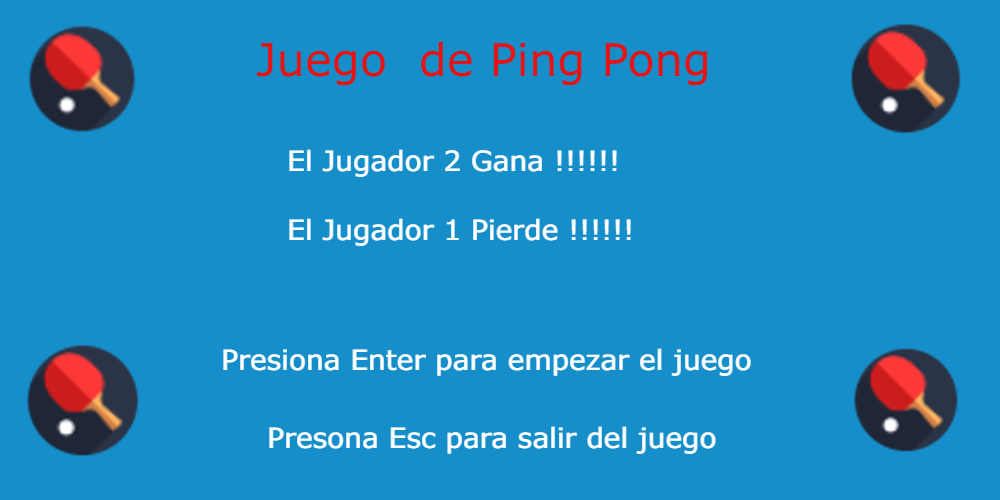 Juego  de Ping Pong
El Jugador 2 Gana !!!!!!
El Jugador 1 Pierde !!!!!!
Presiona Enter para empezar el juego
Presona Esc para salir del juego